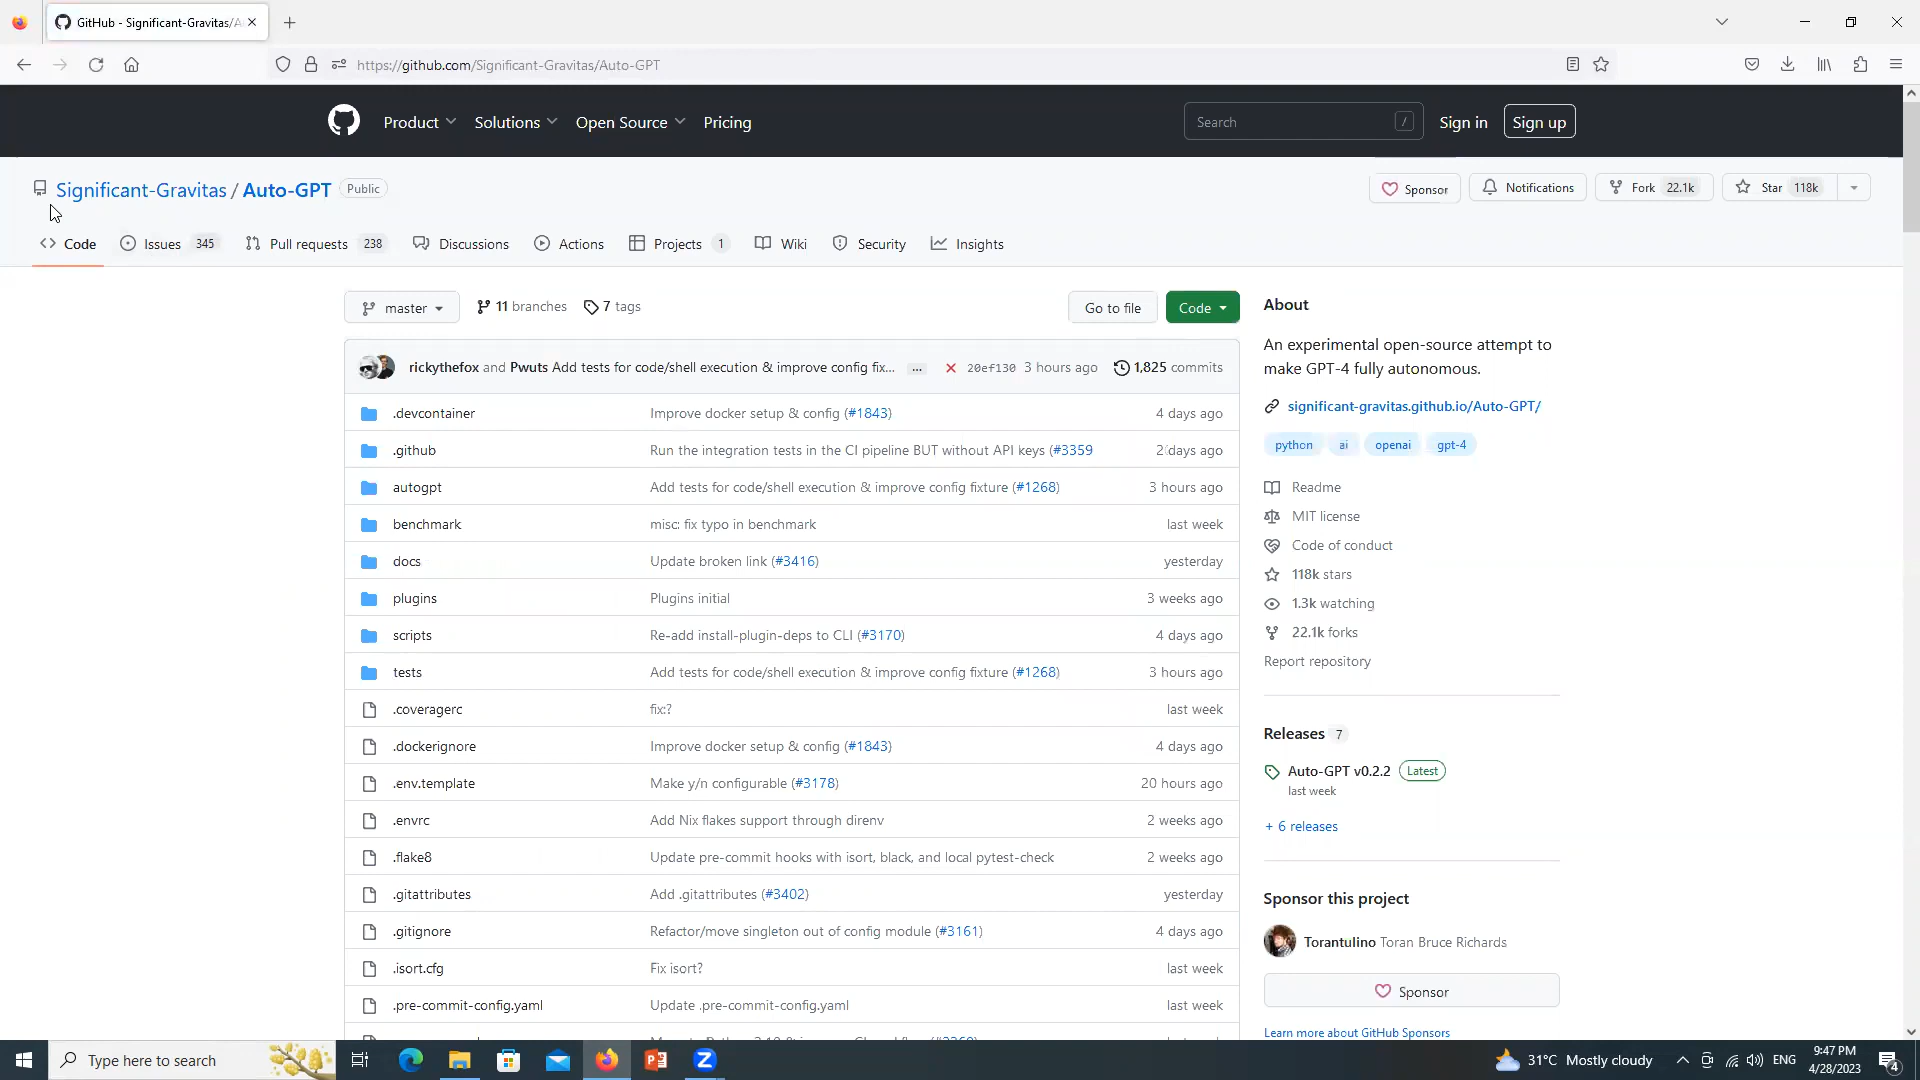 GitHub - Significant-Gravitas/A
https://github.com/Significant-Gravitas/Auto-GPT
Product
Solutions
Open Source
Pricing
Search
/
Sign in
Sign up
Significant-Gravitas / Auto-GPT
Public
Sponsor
Notifications
Fork 22.1k
Star 118k
Code
Issues 345
Pull requests 238
Discussions
Actions
Projects 1
Wiki
Security
Insights
master
11 branches
7 tags
Go to file
Code
rickythefox and Pwuts Add tests for code/shell execution & improve config fix... ... 20ef130 3 hours ago 1,825 commits
.devcontainer Improve docker setup & config (#1843) 4 days ago
.github Run the integration tests in the CI pipeline BUT without API keys (#3359 2 days ago
autogpt Add tests for code/shell execution & improve config fixture (#1268) 3 hours ago
benchmark misc: fix typo in benchmark last week
docs Update broken link (#3416) yesterday
plugins Plugins initial 3 weeks ago
scripts Re-add install-plugin-deps to CLI (#3170) 4 days ago
tests Add tests for code/shell execution & improve config fixture (#1268) 3 hours ago
.coveragerc fix:? last week
.dockerignore Improve docker setup & config (#1843) 4 days ago
.env.template Make y/n configurable (#3178) 20 hours ago
.envrc Add Nix flakes support through direnv 2 weeks ago
.flake8 Update pre-commit hooks with isort, black, and local pytest-check 2 weeks ago
.gitattributes Add .gitattributes (#3402) yesterday
.gitignore Refactor/move singleton out of config module (#3161) 4 days ago
.isort.cfg Fix isort? last week
.pre-commit-config.yaml Update .pre-commit-config.yaml last week
About
An experimental open-source attempt to
make GPT-4 fully autonomous.
significant-gravitas.github.io/Auto-GPT/
python ai openai gpt-4
Readme
MIT license
Code of conduct
118k stars
1.3k watching
22.1k forks
Report repository
Releases 7
Auto-GPT v0.2.2 Latest
last week
+ 6 releases
Sponsor this project
Torantulino Toran Bruce Richards
Sponsor
Learn more about GitHub Sponsors
Type here to search
31°C Mostly cloudy
ENG
9:47 PM
4/28/2023
4